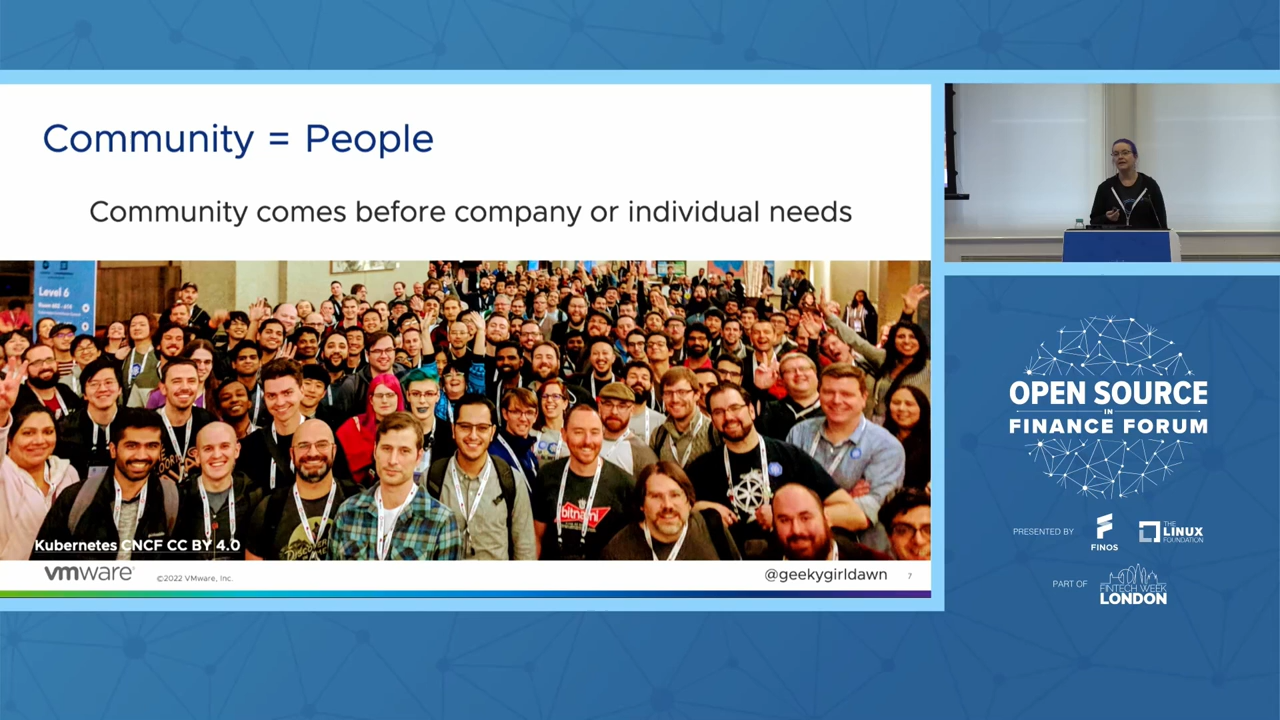 Community = People
Community comes before company or individual needs
Level 6
Kubernetes CNCF CC BY 4.0
bitnami
vmware
©2022 VMware, Inc.
@geekygirldawn
7
OPEN SOURCE
IN
FINANCE FORUM
PRESENTED BY
FINOS
THE
LINUX
FOUNDATION
PART OF
FINTECH WEEK
LONDON